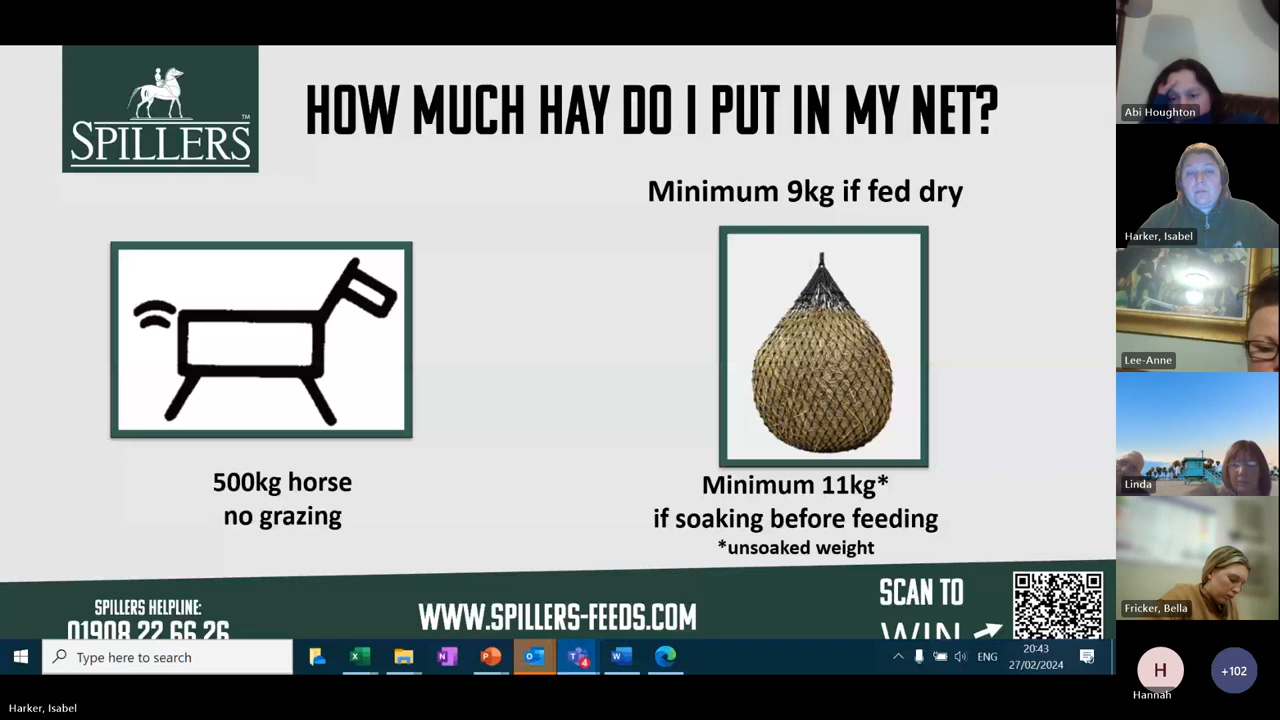 SPILLERS
TM
HOW MUCH HAY DO I PUT IN MY NET?
Minimum 9kg if fed dry
500kg horse
no grazing
Minimum 11kg*
if soaking before feeding
*unsoaked weight
SPILLERS HELPLINE:
01908 22 66 26
WWW.SPILLERS-FEEDS.COM
SCAN TO
WIN
Type here to search
4
ENG
20:43
27/02/2024
Abi Houghton
Harker, Isabel
Lee-Anne
Linda
Fricker, Bella
H
Hannah
+102
Harker, Isabel